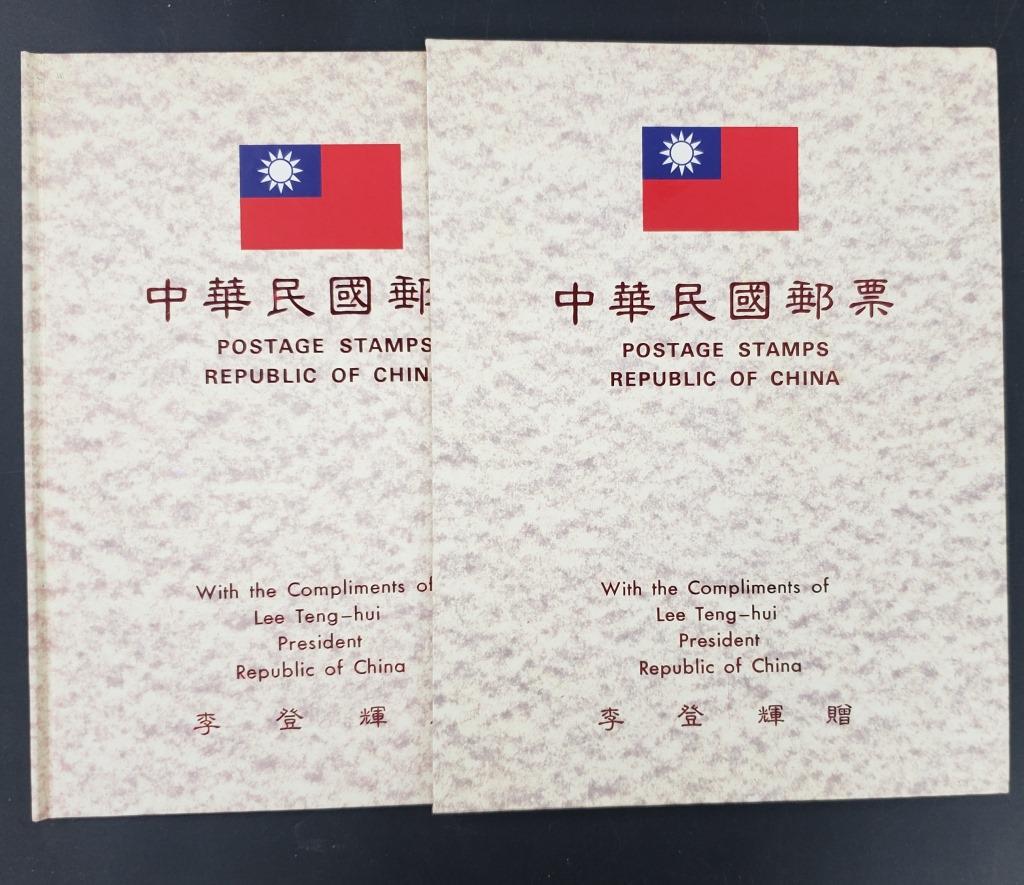 中華民國郵
POSTAGE STAMPS
REPUBLIC OF
With the Compliments of
Lee Teng-hui
President
Republic of China
李登輝
中華民國郵票
POSTAGE STAMPS
REPUBLIC OF CHINA
With the Compliments of
Lee Teng-hui
President
Republic of China
李登輝贈